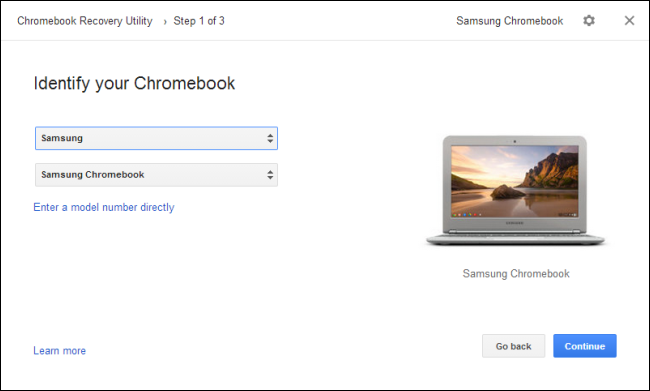 Chromebook Recovery Utility › Step 1 of 3
Samsung Chromebook
Identify your Chromebook
Samsung
Samsung Chromebook
Enter a model number directly
SAMSUNG
Samsung Chromebook
Learn more
Go back
Continue